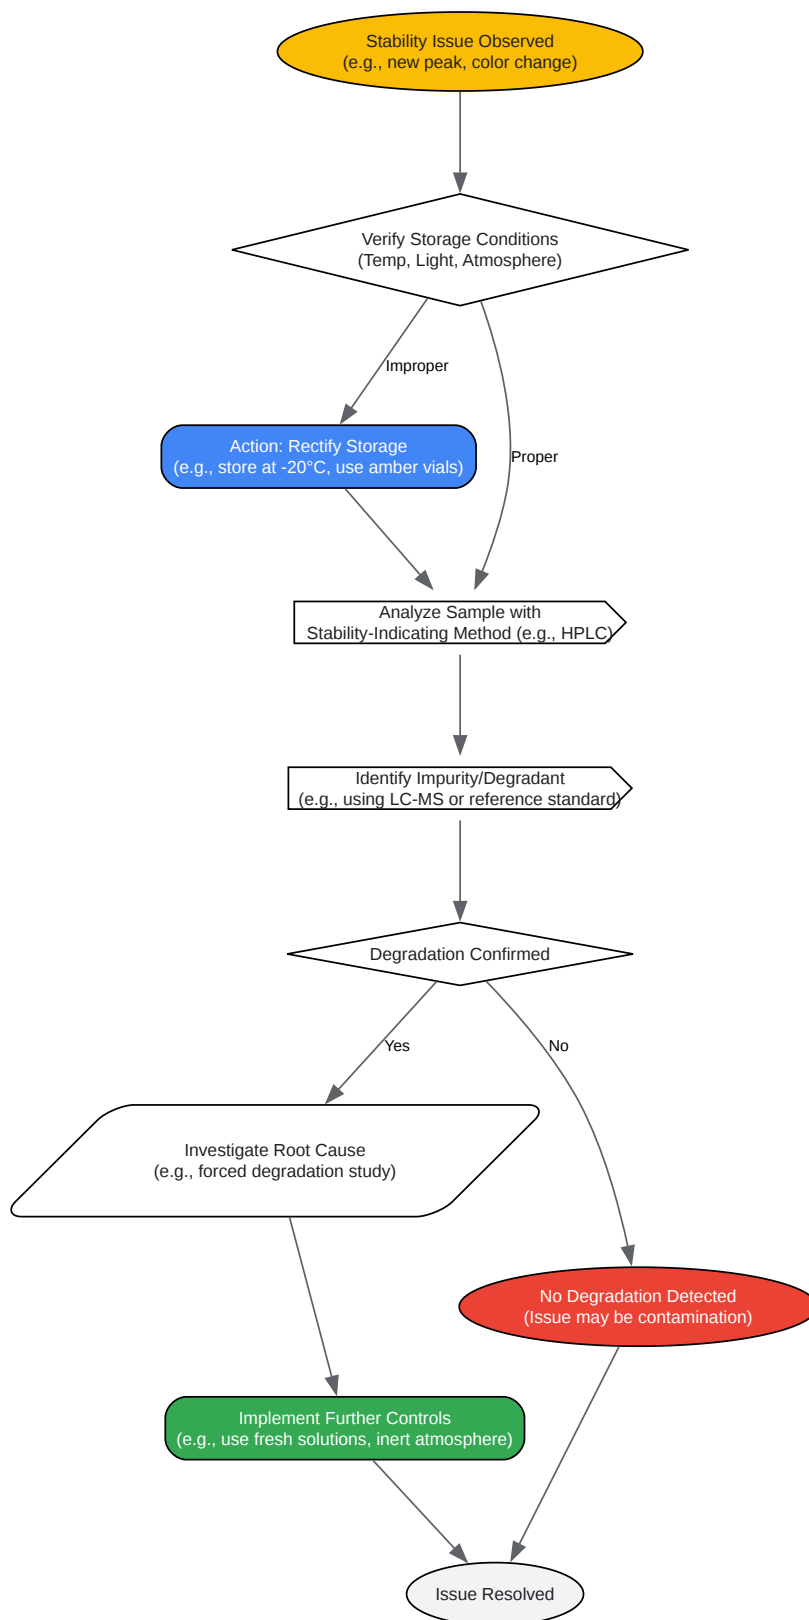 Stability Issue Observed
(e.g., new peak, color change)
Verify Storage Conditions
(Temp, Light, Atmosphere)
Improper
Action: Rectify Storage
(e.g., store at -20°C, use amber vials)
Proper
Analyze Sample with
Stability-Indicating Method (e.g., HPLC)
Identify Impurity/Degradant
(e.g., using LC-MS or reference standard)
Degradation Confirmed
Yes
No
Investigate Root Cause
(e.g., forced degradation study)
No Degradation Detected
(Issue may be contamination)
Implement Further Controls
(e.g., use fresh solutions, inert atmosphere)
Issue Resolved